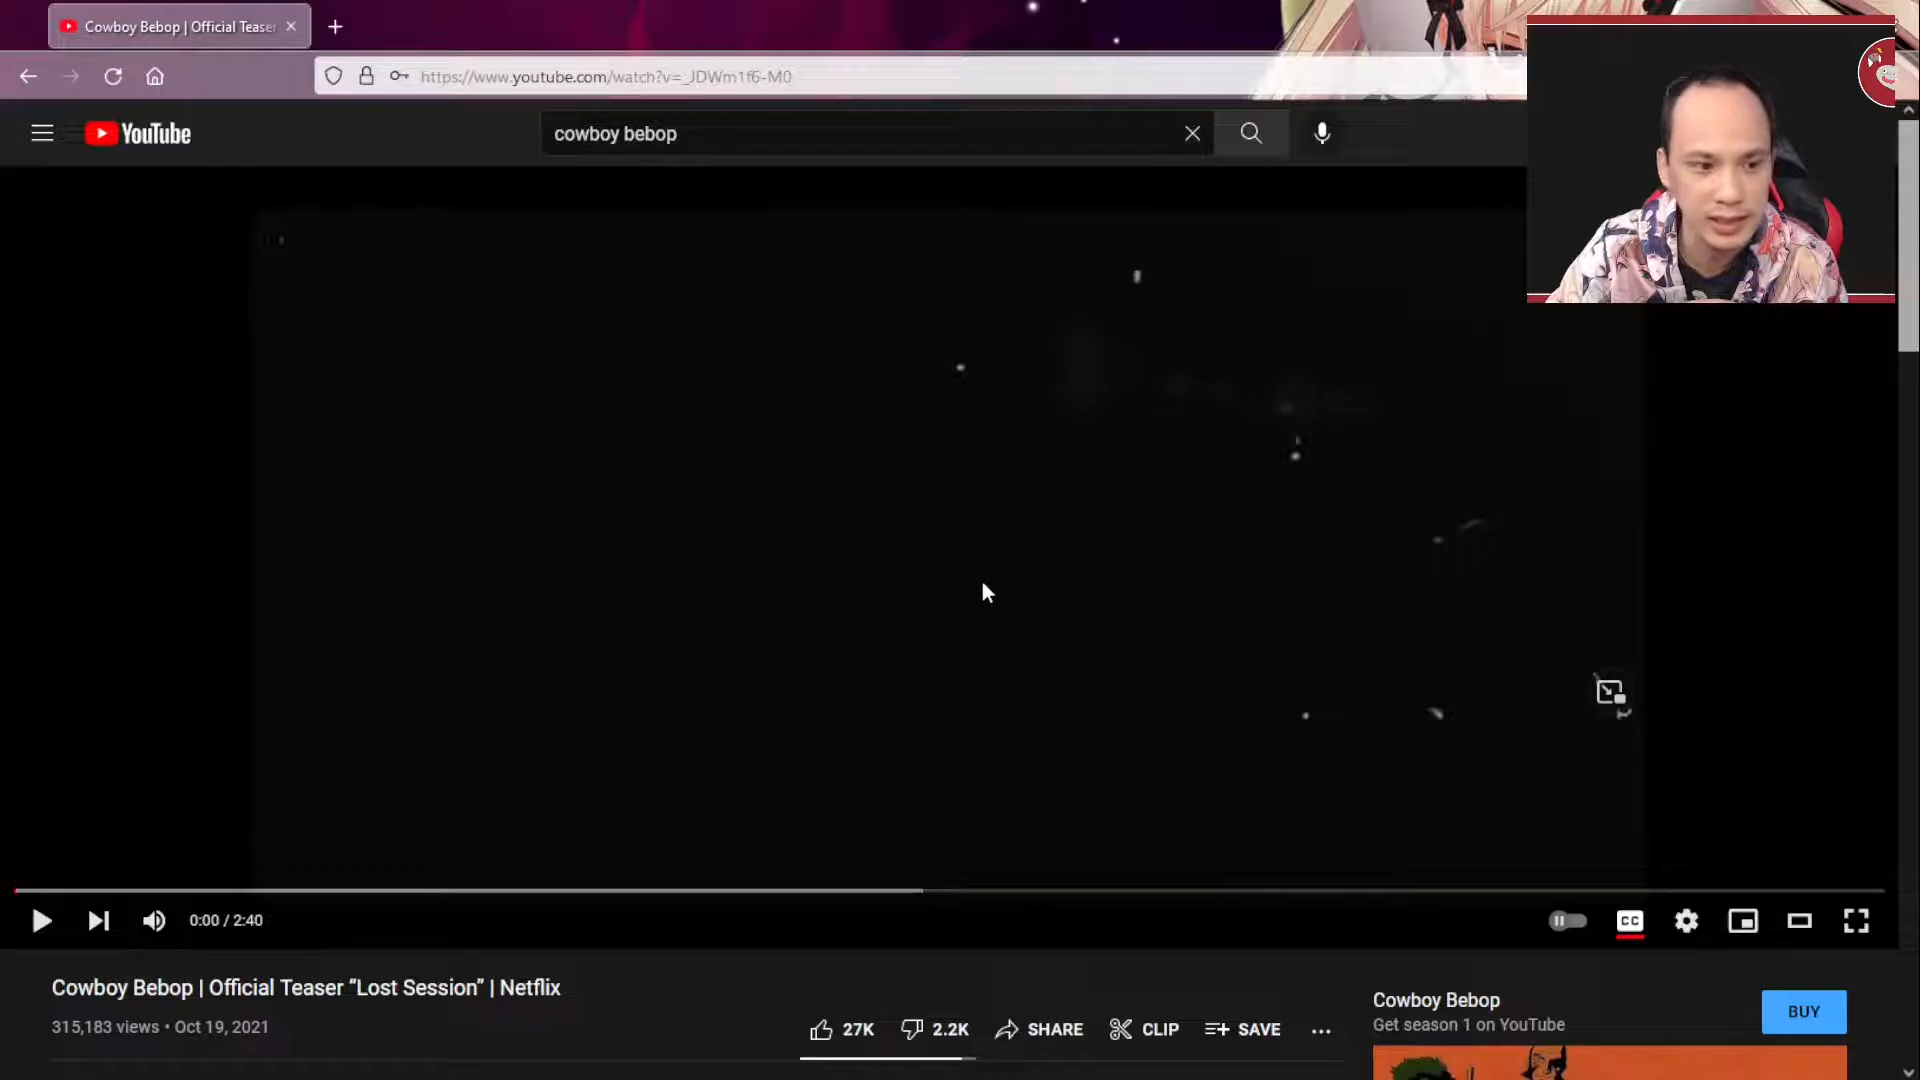 Cowboy Bebop | Official Teaser
https://www.youtube.com/watch?v=_JDWm1f6-M0
YouTube
cowboy bebop
0:00 / 2:40
CC
Cowboy Bebop | Official Teaser “Lost Session” | Netflix
315,183 views • Oct 19, 2021
27K
2.2K
SHARE
CLIP
SAVE
Cowboy Bebop
Get season 1 on YouTube
BUY